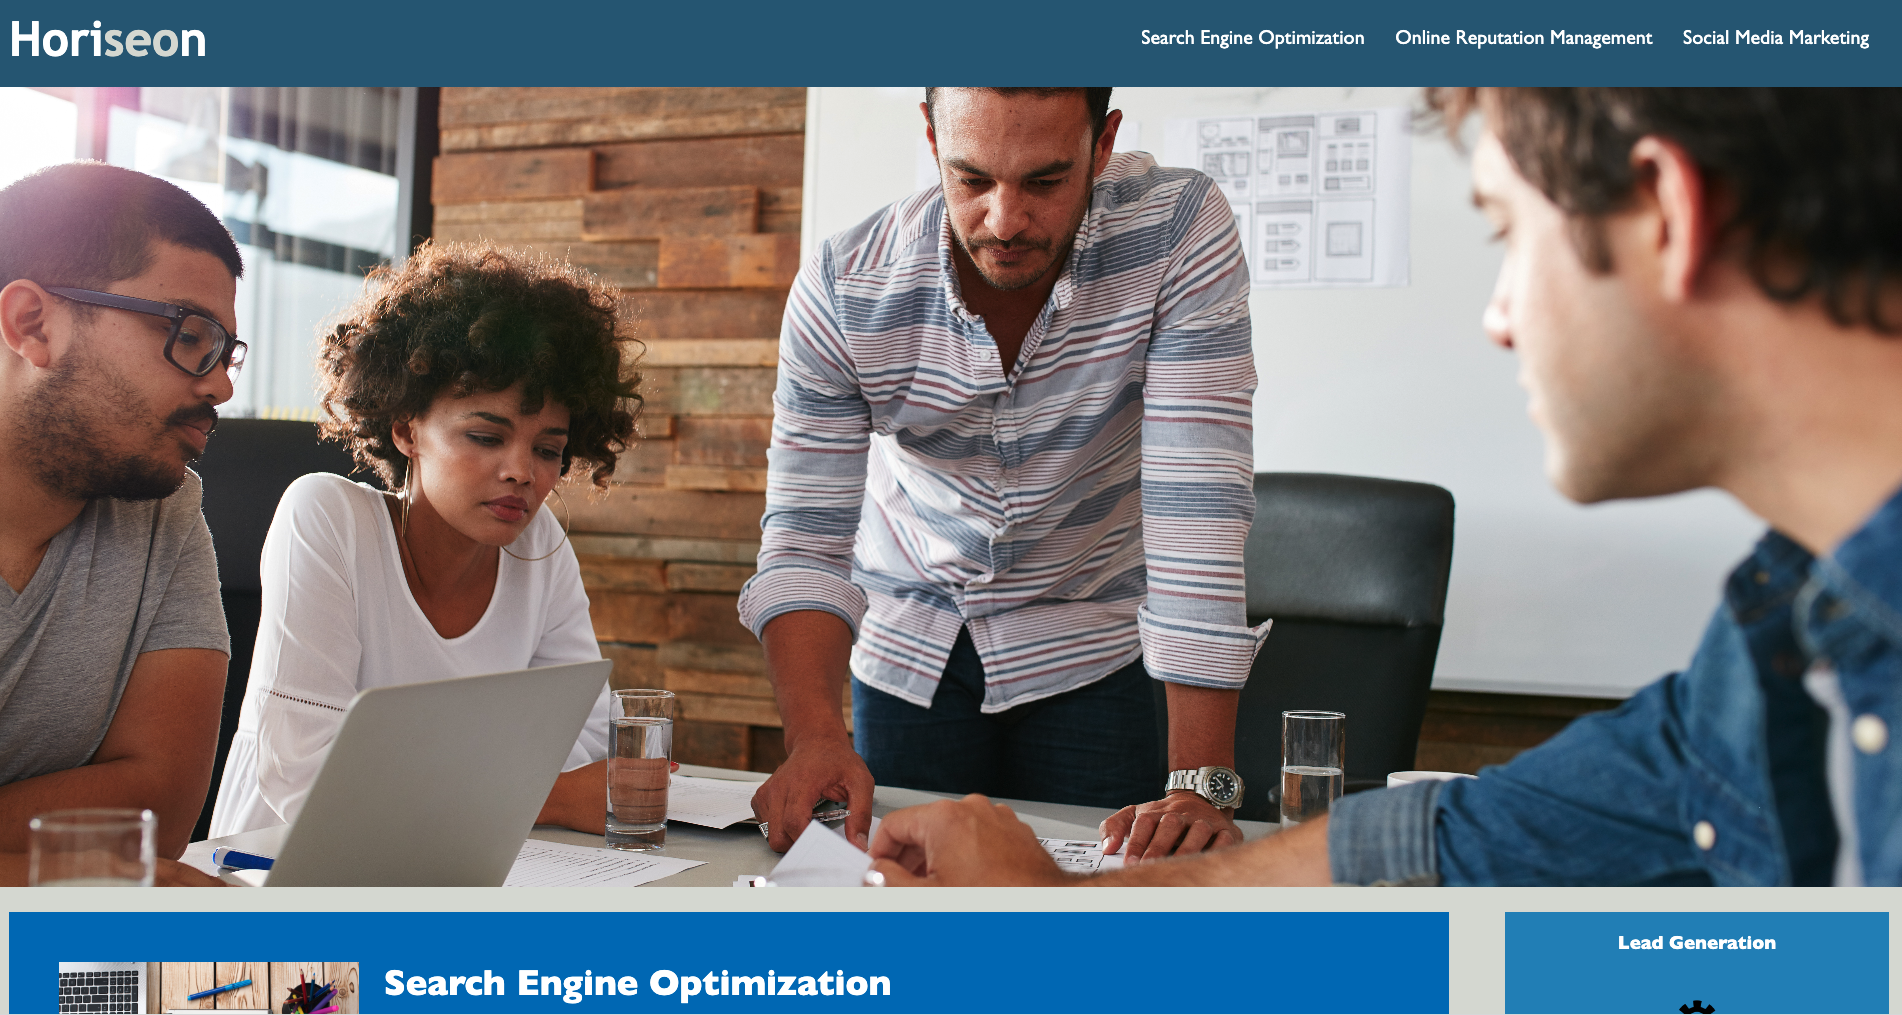 Horiseon
Search Engine Optimization Online Reputation Management Social Media Marketing
Search Engine Optimization
Lead Generation